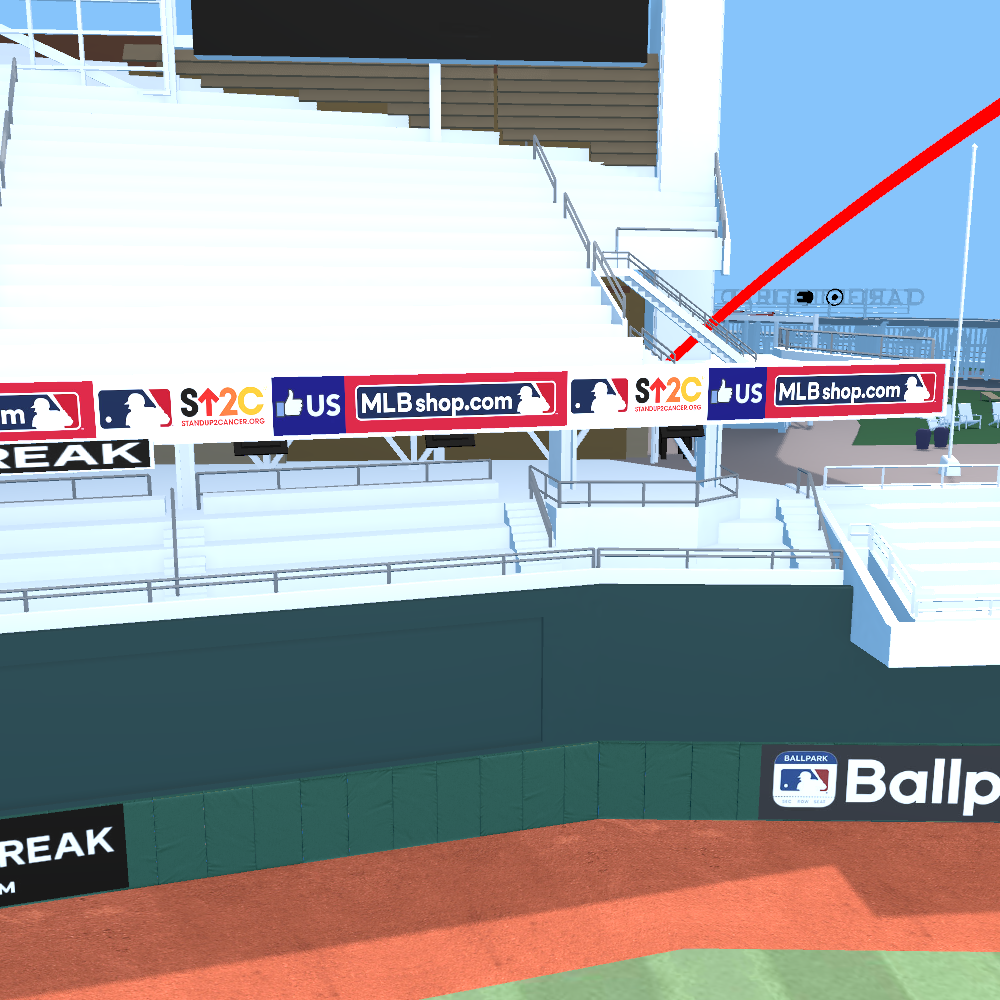 m
S↑2C
STANDUP2CANCER.ORG
US
MLBshop.com
S↑2C
STANDUP2CANCER.ORG
US
MLBshop.com
REAK
REAK
M
BALLPARK
Ballp